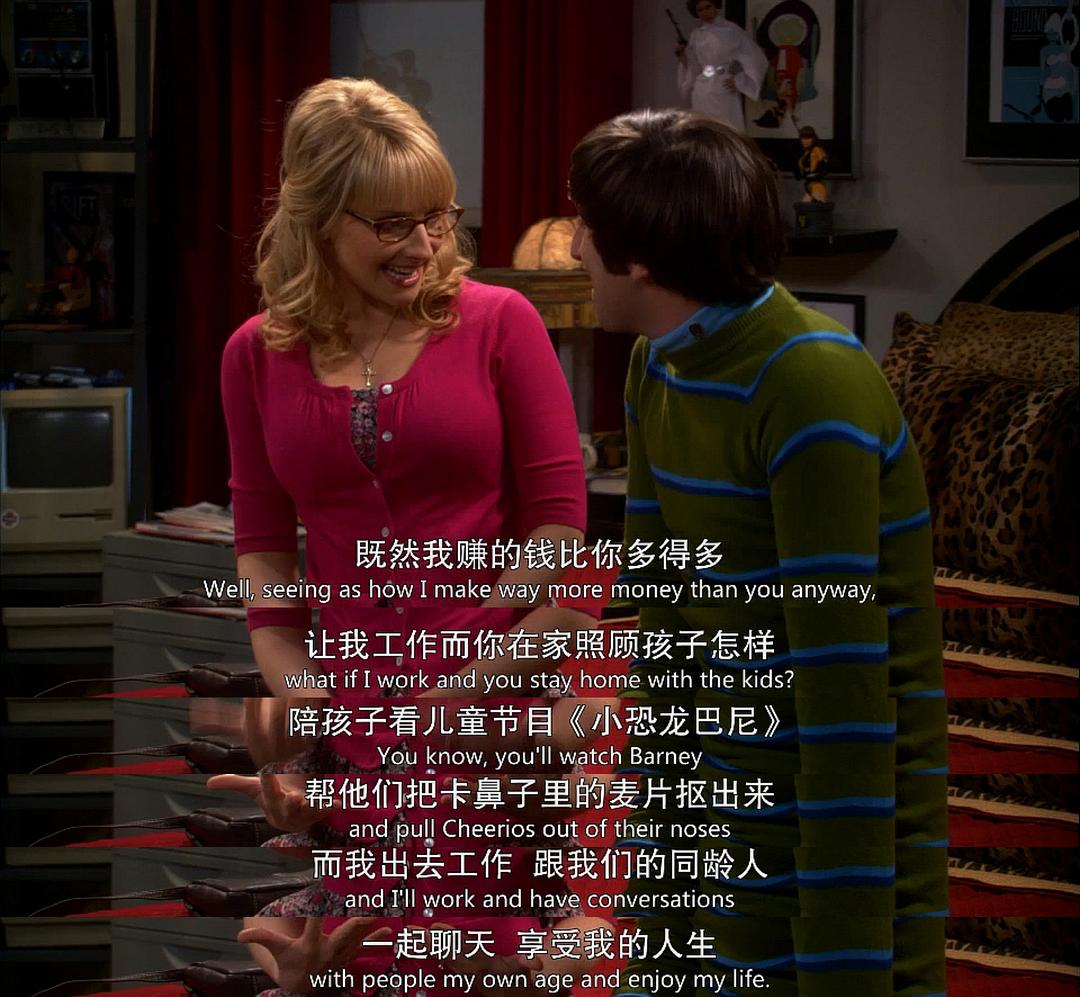 既然我赚的钱比你多得多
Well, seeing as how I make way more money than you anyway,
让我工作而你在家照顾孩子怎样
what if I work and you stay home with the kids?
陪孩子看儿童节目《小恐龙巴尼》
You know, you'll watch Barney
帮他们把卡鼻子里的麦片抠出来
and pull Cheerios out of their noses
而我出去工作 跟我们的同龄人
and I'll work and have conversations
一起聊天 享受我的人生
with people my own age and enjoy my life.